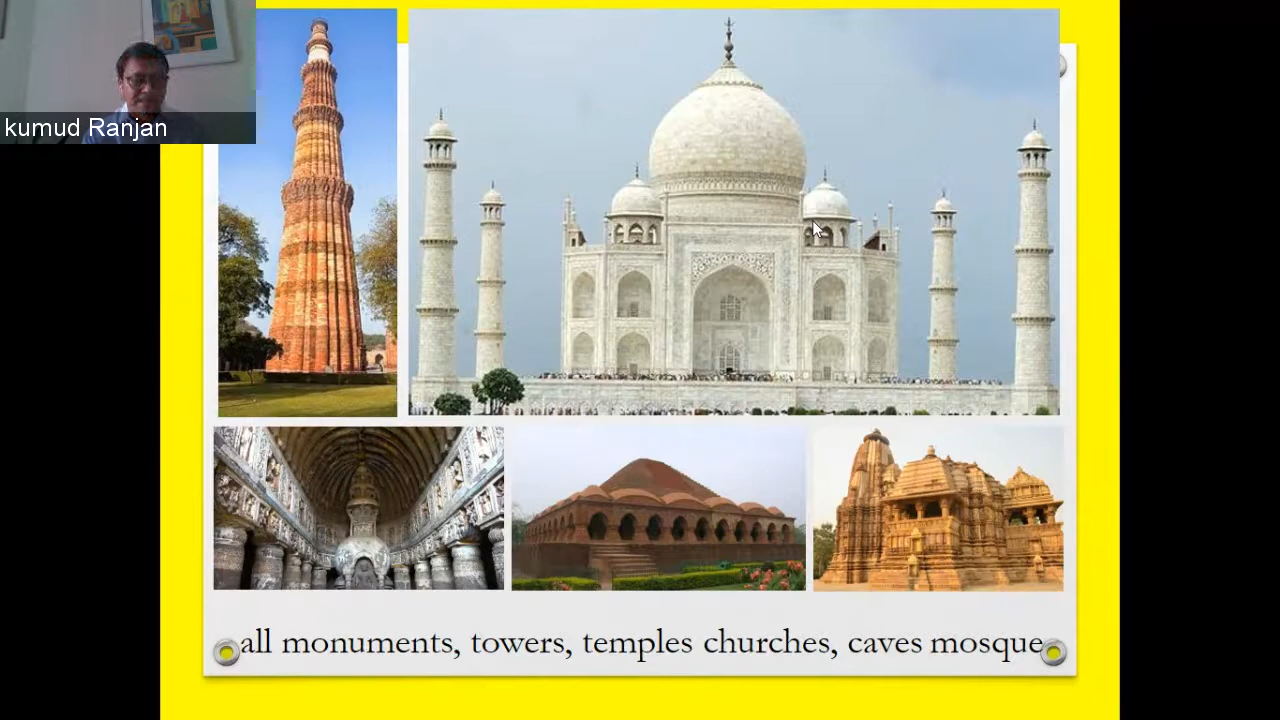 kumud Ranjan
all monuments, towers, temples churches, caves mosque